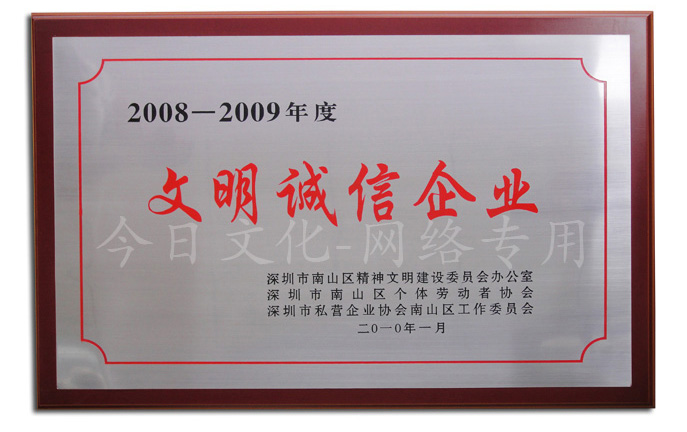 2008—2009年度
文明诚信企业
今日文化-网络专用
深圳市南山区精神文明建设委员会办公室
深圳市南山区个体劳动者协会
深圳市私营企业协会南山区工作委员会
二〇一〇年一月